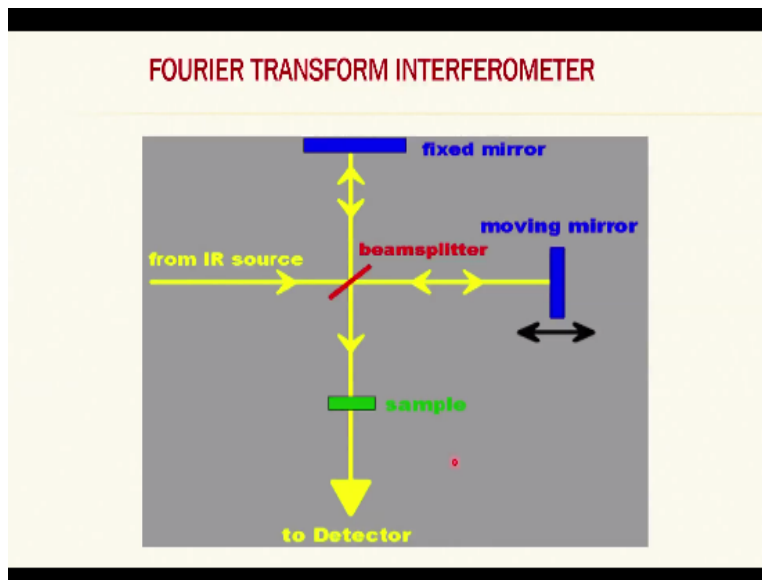 FOURIER TRANSFORM INTERFEROMETER
fixed mirror
moving mirror
beamsplitter
from IR source
sample
to Detector